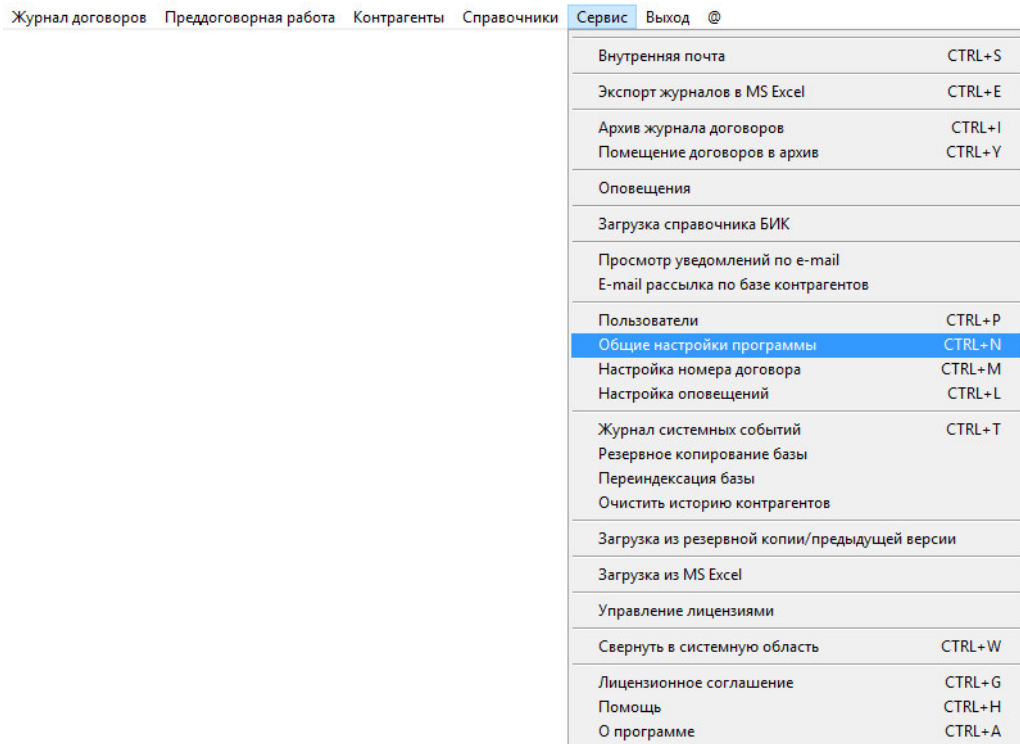 Журнал договоров Преддоговорная работа Контрагенты Справочники Сервис Выход @
Внутренняя почта CTRL+S
Экспорт журналов в MS Excel CTRL+E
Архив журнала договоров CTRL+I
Помещение договоров в архив CTRL+Y
Оповещения
Загрузка справочника БИК
Просмотр уведомлений по e-mail
E-mail рассылка по базе контрагентов
Пользователи CTRL+P
Общие настройки программы CTRL+N
Настройка номера договора CTRL+M
Настройка оповещений CTRL+L
Журнал системных событий CTRL+T
Резервное копирование базы
Переиндексация базы
Очистить историю контрагентов
Загрузка из резервной копии/предыдущей версии
Загрузка из MS Excel
Управление лицензиями
Свернуть в системную область CTRL+W
Лицензионное соглашение CTRL+G
Помощь CTRL+H
О программе CTRL+A